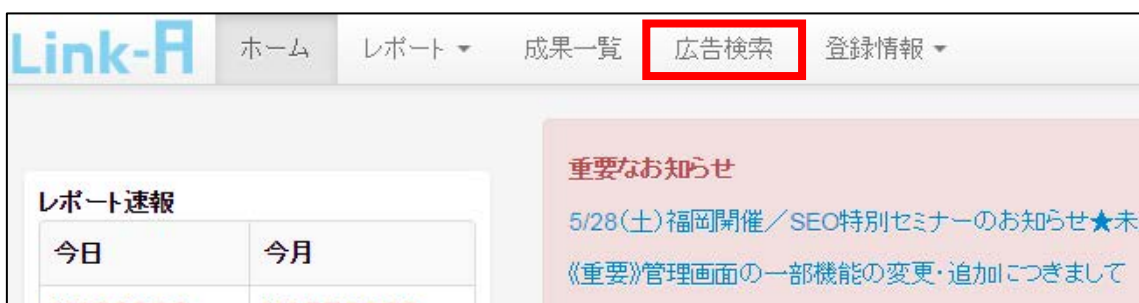 Link-A
ホーム レポート 成果一覧 広告検索 登録情報
重要なお知らせ
5/28(土)福岡開催／SEO特別セミナーのお知らせ★未
《重要》管理画面の一部機能の変更・追加につきまして
レポート速報
今日 今月